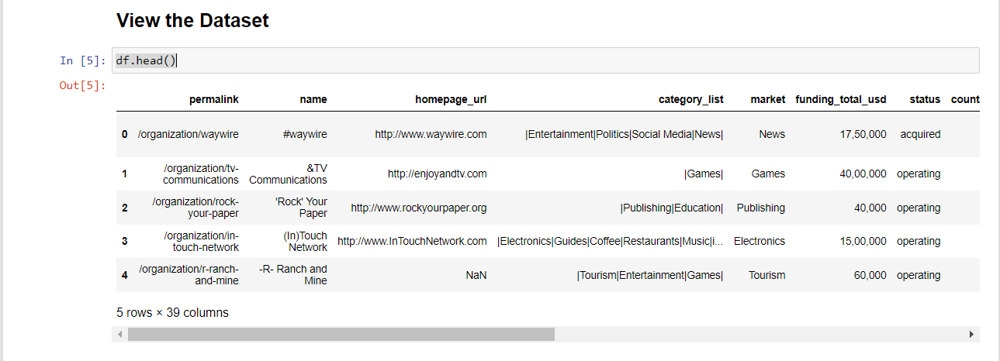 View the Dataset
In [5]: df.head()
Out[5]:
permalink name homepage_url category_list market funding_total_usd status count
0 /organization/waywire #waywire http://www.waywire.com |Entertainment|Politics|Social Media|News| News 17,50,000 acquired
1 /organization/tv-communications &TV Communications http://enjoyandtv.com |Games| Games 40,00,000 operating
2 /organization/rock-your-paper 'Rock' Your Paper http://www.rockyourpaper.org |Publishing|Education| Publishing 40,000 operating
3 /organization/in-touch-network (In)Touch Network http://www.InTouchNetwork.com |Electronics|Guides|Coffee|Restaurants|Music|i... Electronics 15,00,000 operating
4 /organization/r-ranch-and-mine -R- Ranch and Mine NaN |Tourism|Entertainment|Games| Tourism 60,000 operating
5 rows × 39 columns